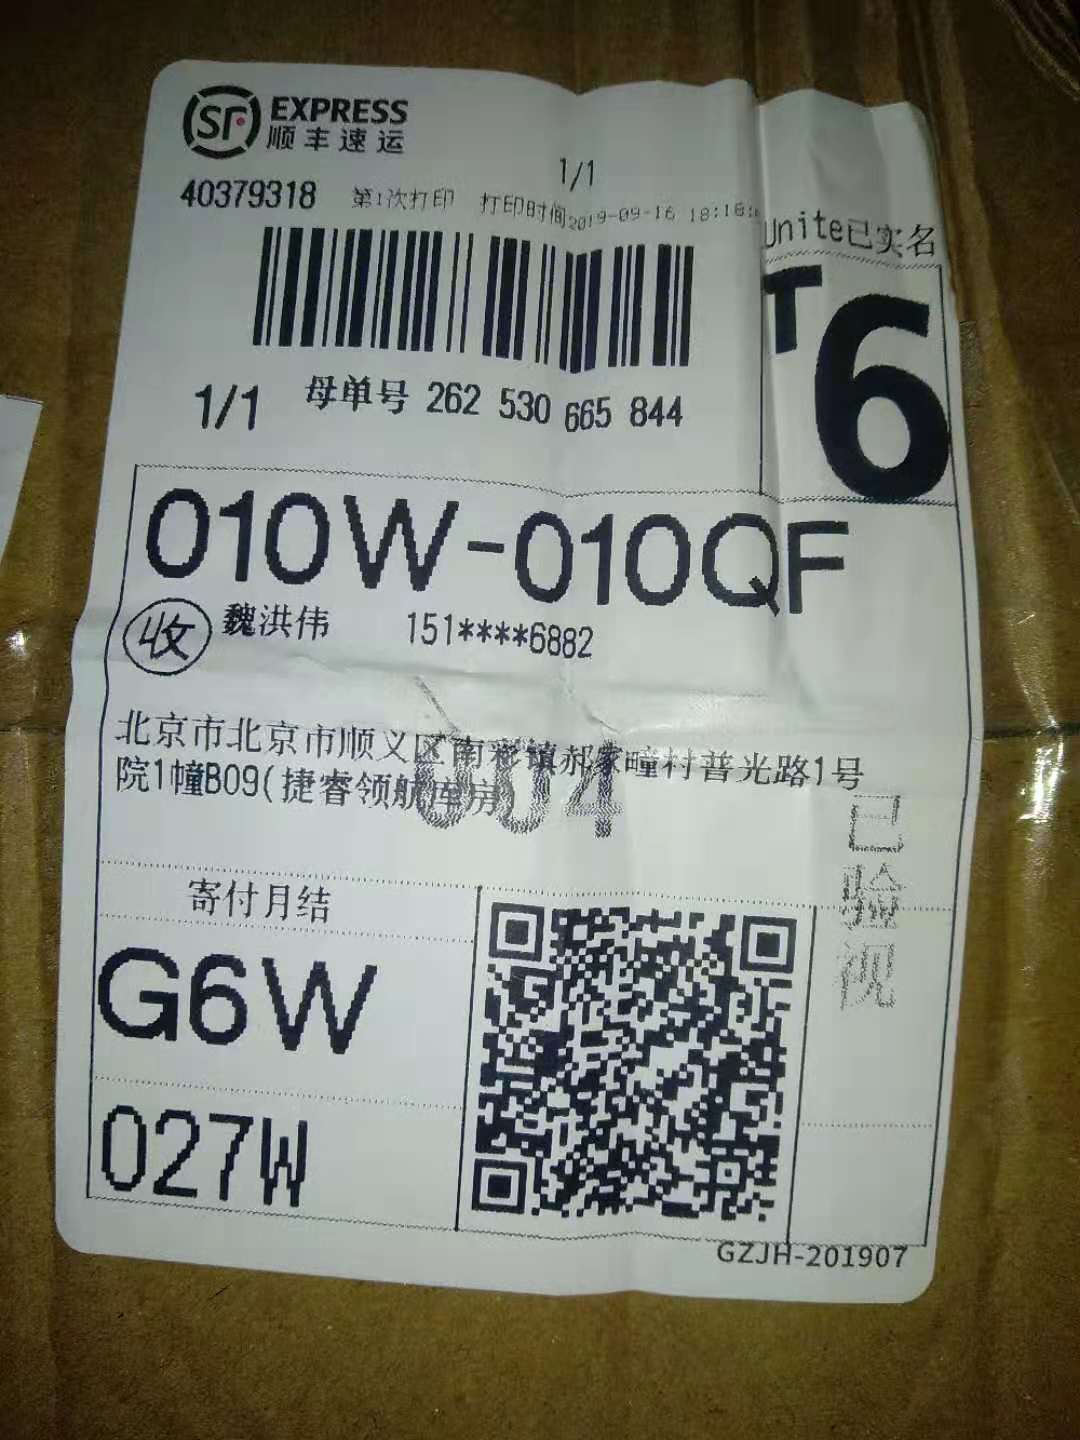 SF EXPRESS
顺丰速运
1/1
40379318 第1次打印 打印时间2019-09-16 18:18:
Unite已实名
T6
1/1 母单号 262 530 665 844
010W-010QF
收 魏洪伟 151****6882
北京市北京市顺义区南彩镇郝家疃村普光路1号
院1幢B09(捷睿领航库房)
004
已验视
寄付月结
G6W
027W
GZJH-201907